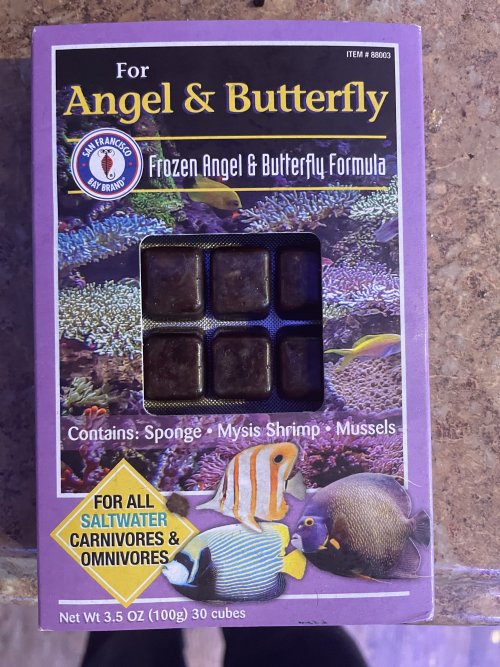 ITEM # 88003
For
Angel & Butterfly
SAN FRANCISCO
BAY BRAND
Frozen Angel & Butterfly Formula
Contains: Sponge • Mysis Shrimp • Mussels
FOR ALL
SALTWATER
CARNIVORES &
OMNIVORES
Net Wt 3.5 OZ (100g) 30 cubes